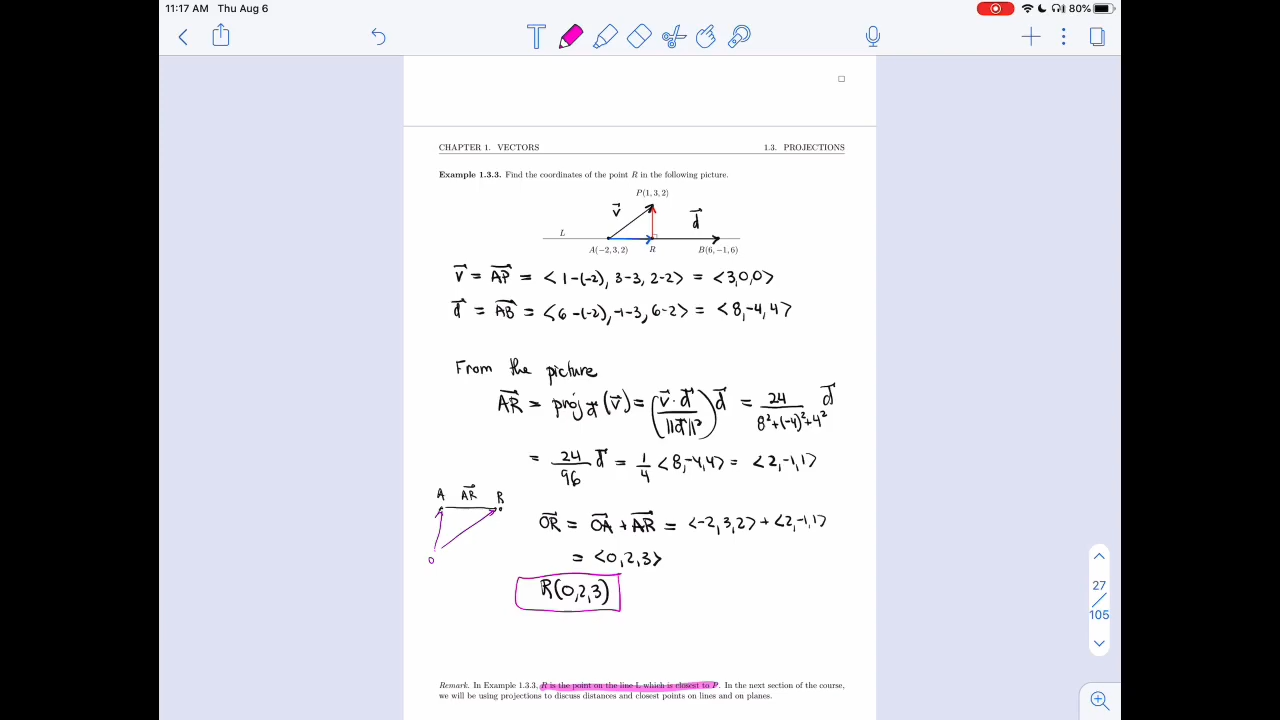 11:17 AM Thu Aug 6
80%
CHAPTER 1. VECTORS 1.3. PROJECTIONS
Example 1.3.3. Find the coordinates of the point R in the following picture.
P(1, 3, 2)
v⃗ d⃗
L
A(−2, 3, 2) R B(6, −1, 6)
v⃗ = AP⃗ = <1-(-2), 3-3, 2-2> = <3,0,0>
d⃗ = AB⃗ = <6-(-2), -1-3, 6-2> = <8,-4,4>
From the picture
AR⃗ = proj_d⃗ (v⃗) = (v⃗ · d⃗ / ||d⃗||²) d⃗ = 24 / 8²+(-4)²+4² d⃗
= 24/96 d⃗ = 1/4 <8,-4,4> = <2,-1,1>
A AR⃗ R
OR⃗ = OA⃗ + AR⃗ = <-2,3,2> + <2,-1,1>
O
= <0,2,3>
R(0,2,3)
27
105
Remark. In Example 1.3.3, R is the point on the line L which is closest to P. In the next section of the course,
we will be using projections to discuss distances and closest points on lines and on planes.